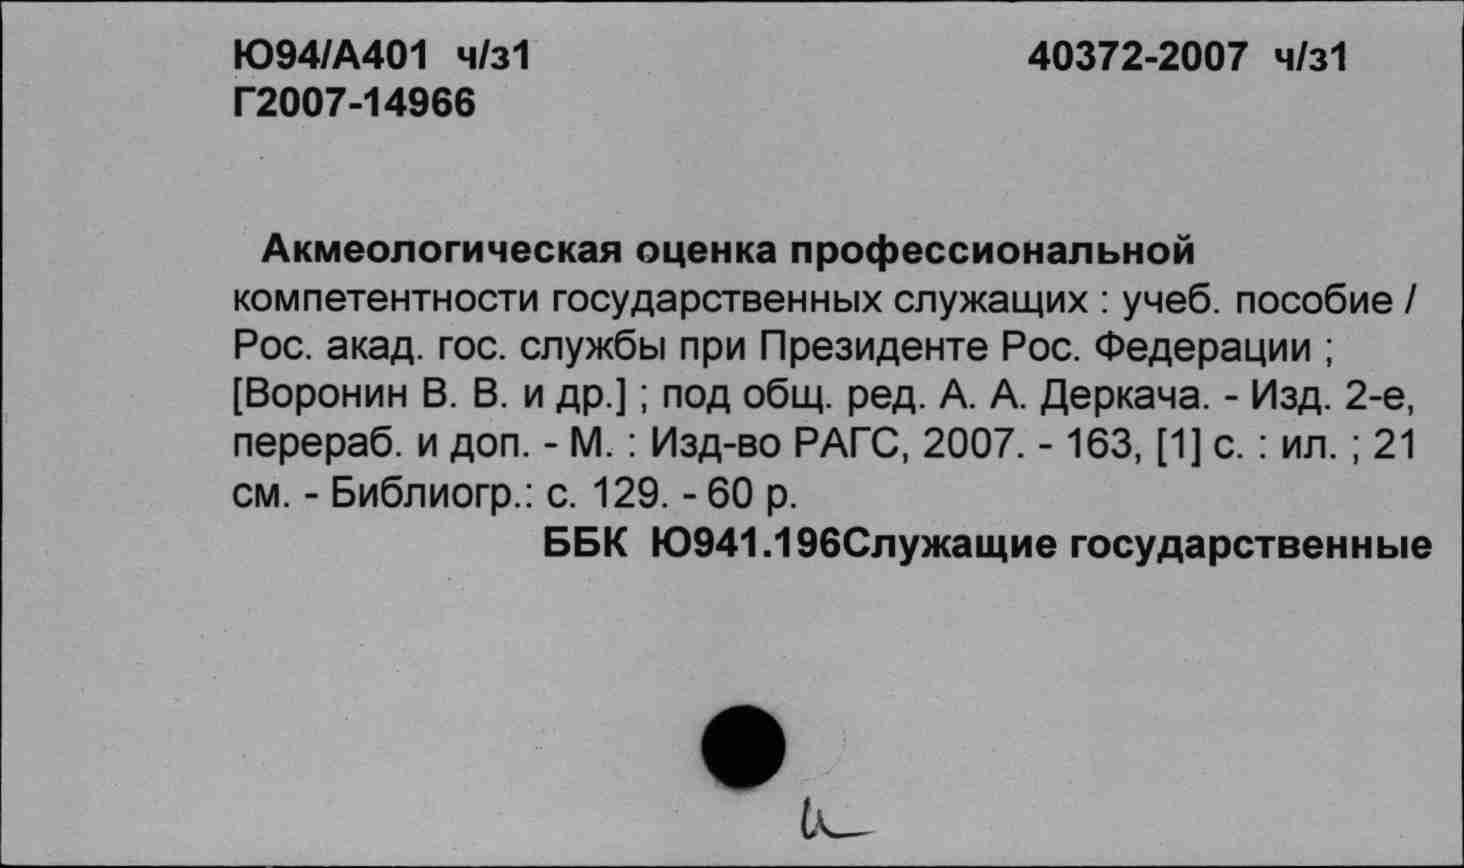 Ю94/А401 ч/з1 40372-2007 ч/з1
Г2007-14966
Акмеологическая оценка профессиональной
компетентности государственных служащих : учеб. пособие /
Рос. акад. гос. службы при Президенте Рос. Федерации ;
[Воронин В. В. и др.] ; под общ. ред. А. А. Деркача. - Изд. 2-е,
перераб. и доп. - М. : Изд-во РАГС, 2007. - 163, [1] с. : ил. ; 21
см. - Библиогр.: с. 129. - 60 р.
ББК Ю941.196Служащие государственные